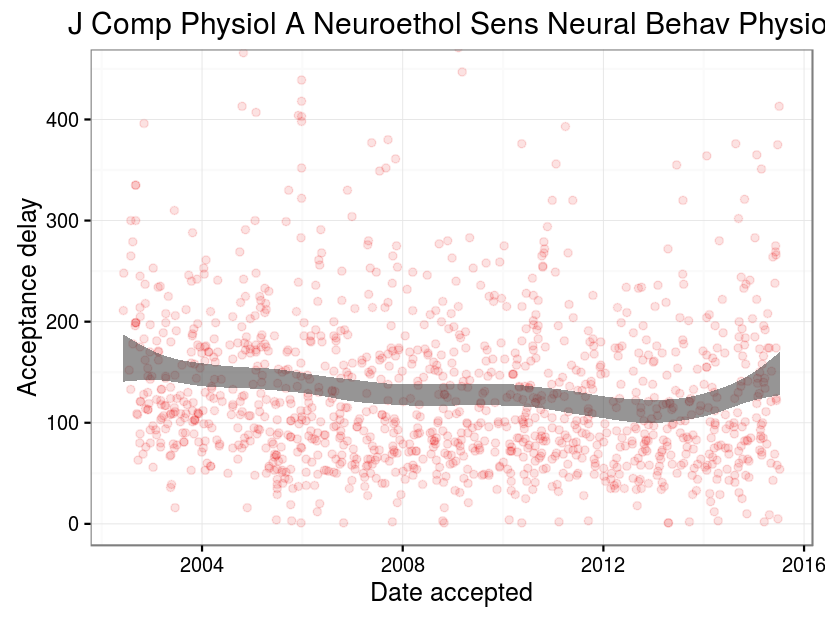 J Comp Physiol A Neuroethol Sens Neural Behav Physio
400
300
200
100
0
Acceptance delay
2004 2008 2012 2016
Date accepted